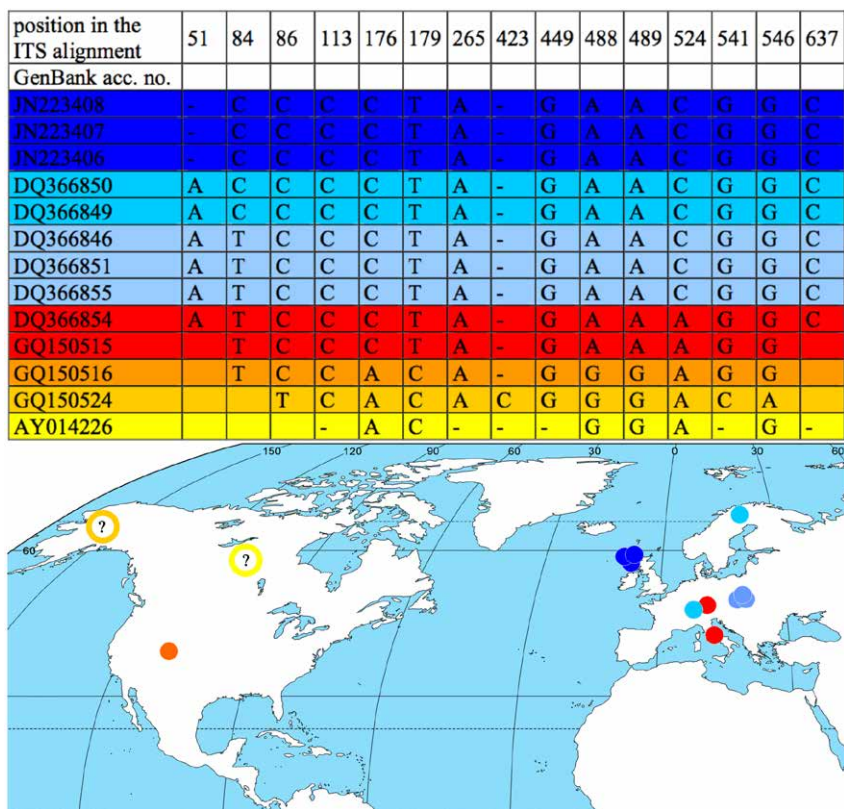 position in the ITS alignment 51 84 86 113 176 179 265 423 449 488 489 524 541 546 637
GenBank acc. no.
JN223408 - C C C C T A - G A A C G G C
JN223407 - C C C C T A - G A A C G G C
JN223406 - C C C C T A - G A A C G G C
DQ366850 A C C C C T A - G A A C G G C
DQ366849 A C C C C T A - G A A C G G C
DQ366846 A T C C C T A - G A A C G G C
DQ366851 A T C C C T A - G A A C G G C
DQ366855 A T C C C T A - G A A C G G C
DQ366854 A T C C C T A - G A A A G G C
GQ150515 T C C C T A - G A A A G G
GQ150516 T C C A C A - G G G A G G
GQ150524 T C A C A C G G G A C A
AY014226 - A C - - - G G A - G -
150 120 90 60 30 0 30 60
? ?
60